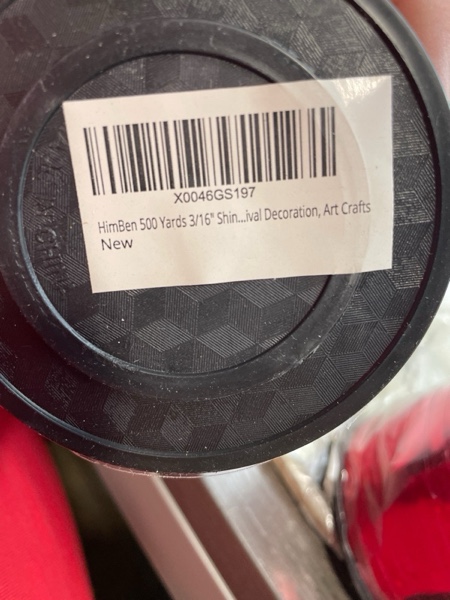 X0046GS197
HimBen 500 Yards 3/16" Shin...ival Decoration, Art Crafts
New